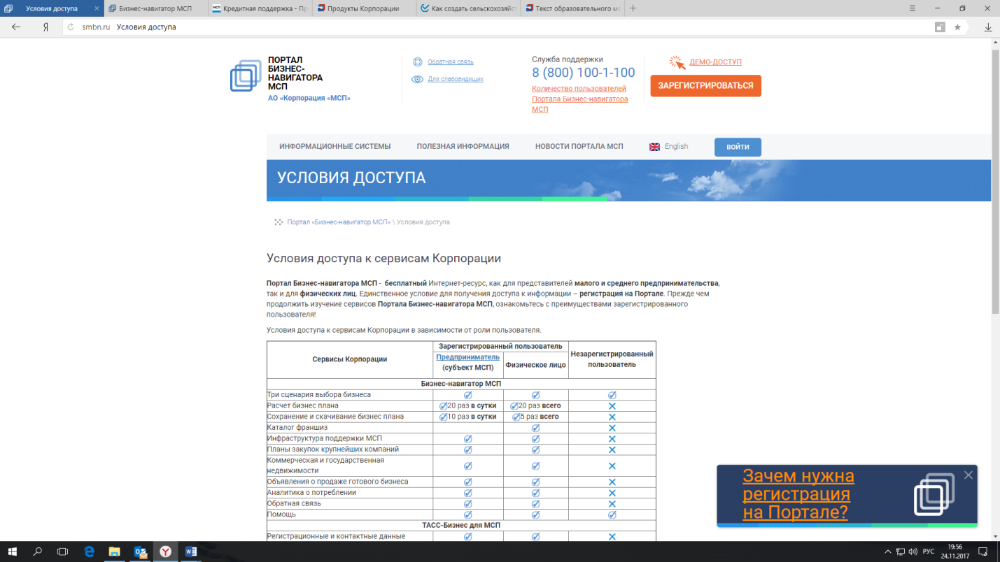 Условия доступа
Бизнес-навигатор МСП
Кредитная поддержка - Пр
Продукты Корпорации
Как создать сельскохозяйст
Текст образовательного мо
Я
smbn.ru Условия доступа
ПОРТАЛ
БИЗНЕС-
НАВИГАТОРА
МСП
АО «Корпорация «МСП»
Обратная связь
Для слабовидящих
Служба поддержки
8 (800) 100-1-100
Количество пользователей
Портала Бизнес-навигатора
МСП
ДЕМО-ДОСТУП
ЗАРЕГИСТРИРОВАТЬСЯ
ИНФОРМАЦИОННЫЕ СИСТЕМЫ ПОЛЕЗНАЯ ИНФОРМАЦИЯ НОВОСТИ ПОРТАЛА МСП English ВОЙТИ
УСЛОВИЯ ДОСТУПА
Портал «Бизнес-навигатор МСП» \ Условия доступа
Условия доступа к сервисам Корпорации
Портал Бизнес-навигатора МСП - бесплатный Интернет-ресурс, как для представителей малого и среднего предпринимательства,
так и для физических лиц. Единственное условие для получения доступа к информации – регистрация на Портале. Прежде чем
продолжить изучение сервисов Портала Бизнес-навигатора МСП, ознакомьтесь с преимуществами зарегистрированного
пользователя!
Условия доступа к сервисам Корпорации в зависимости от роли пользователя.
Сервисы Корпорации
Зарегистрированный пользователь
Предприниматель
(субъект МСП)
Физическое лицо
Незарегистрированный
пользователь
Бизнес-навигатор МСП
Три сценария выбора бизнеса
Расчет бизнес плана 20 раз в сутки 20 раз всего
Сохранение и скачивание бизнес плана 10 раз в сутки 5 раз всего
Каталог франшиз
Инфраструктура поддержки МСП
Планы закупок крупнейших компаний
Коммерческая и государственная
недвижимости
Объявления о продаже готового бизнеса
Аналитика о потреблении
Обратная связь
Помощь
ТАСС-Бизнес для МСП
Регистрационные и контактные данные
Зачем нужна
регистрация
на Портале?
РУС
19:56
24.11.2017